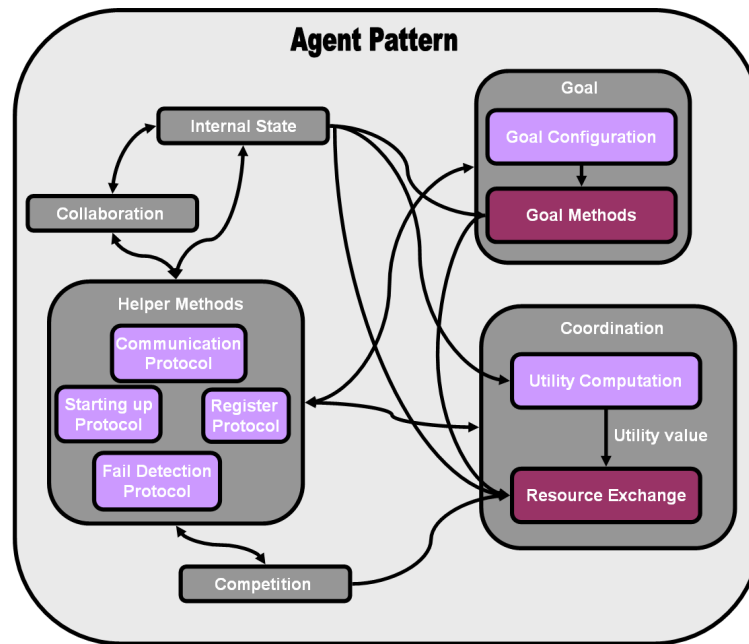 Agent Pattern
Goal
Goal Configuration
Goal Methods
Internal State
Collaboration
Helper Methods
Communication
Protocol
Starting up
Protocol
Register
Protocol
Fail Detection
Protocol
Coordination
Utility Computation
Utility value
Resource Exchange
Competition